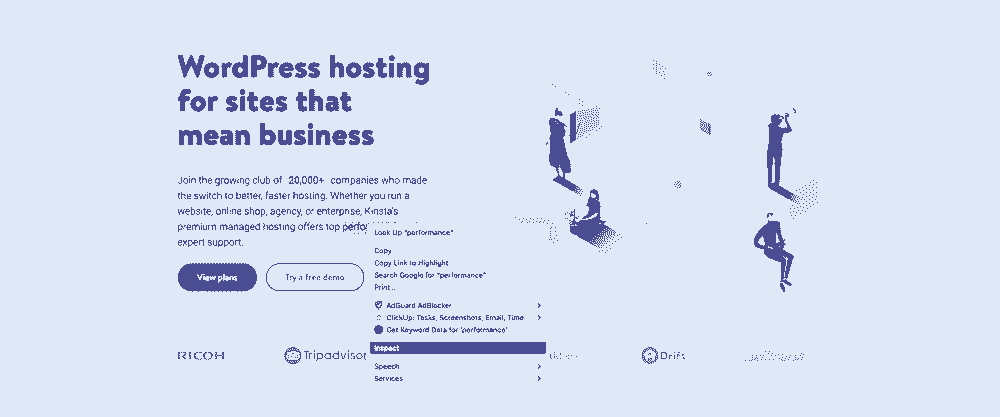 WordPress hosting
for sites that
mean business
Join the growing club of 20,000+ companies who made
the switch to better, faster hosting. Whether you run a
website, online shop, agency, or enterprise, Kinsta's
premium managed hosting offers top perfo
expert support.
View plans
Try a free demo
Look Up "performance"
Copy
Copy Link to Highlight
Search Google for "performance"
Print...
AdGuard AdBlocker
ClickUp: Tasks, Screenshots, Email, Time
Get Keyword Data for 'performance'
Inspect
Speech
Services
RICOH
Tripadvisor
Drift